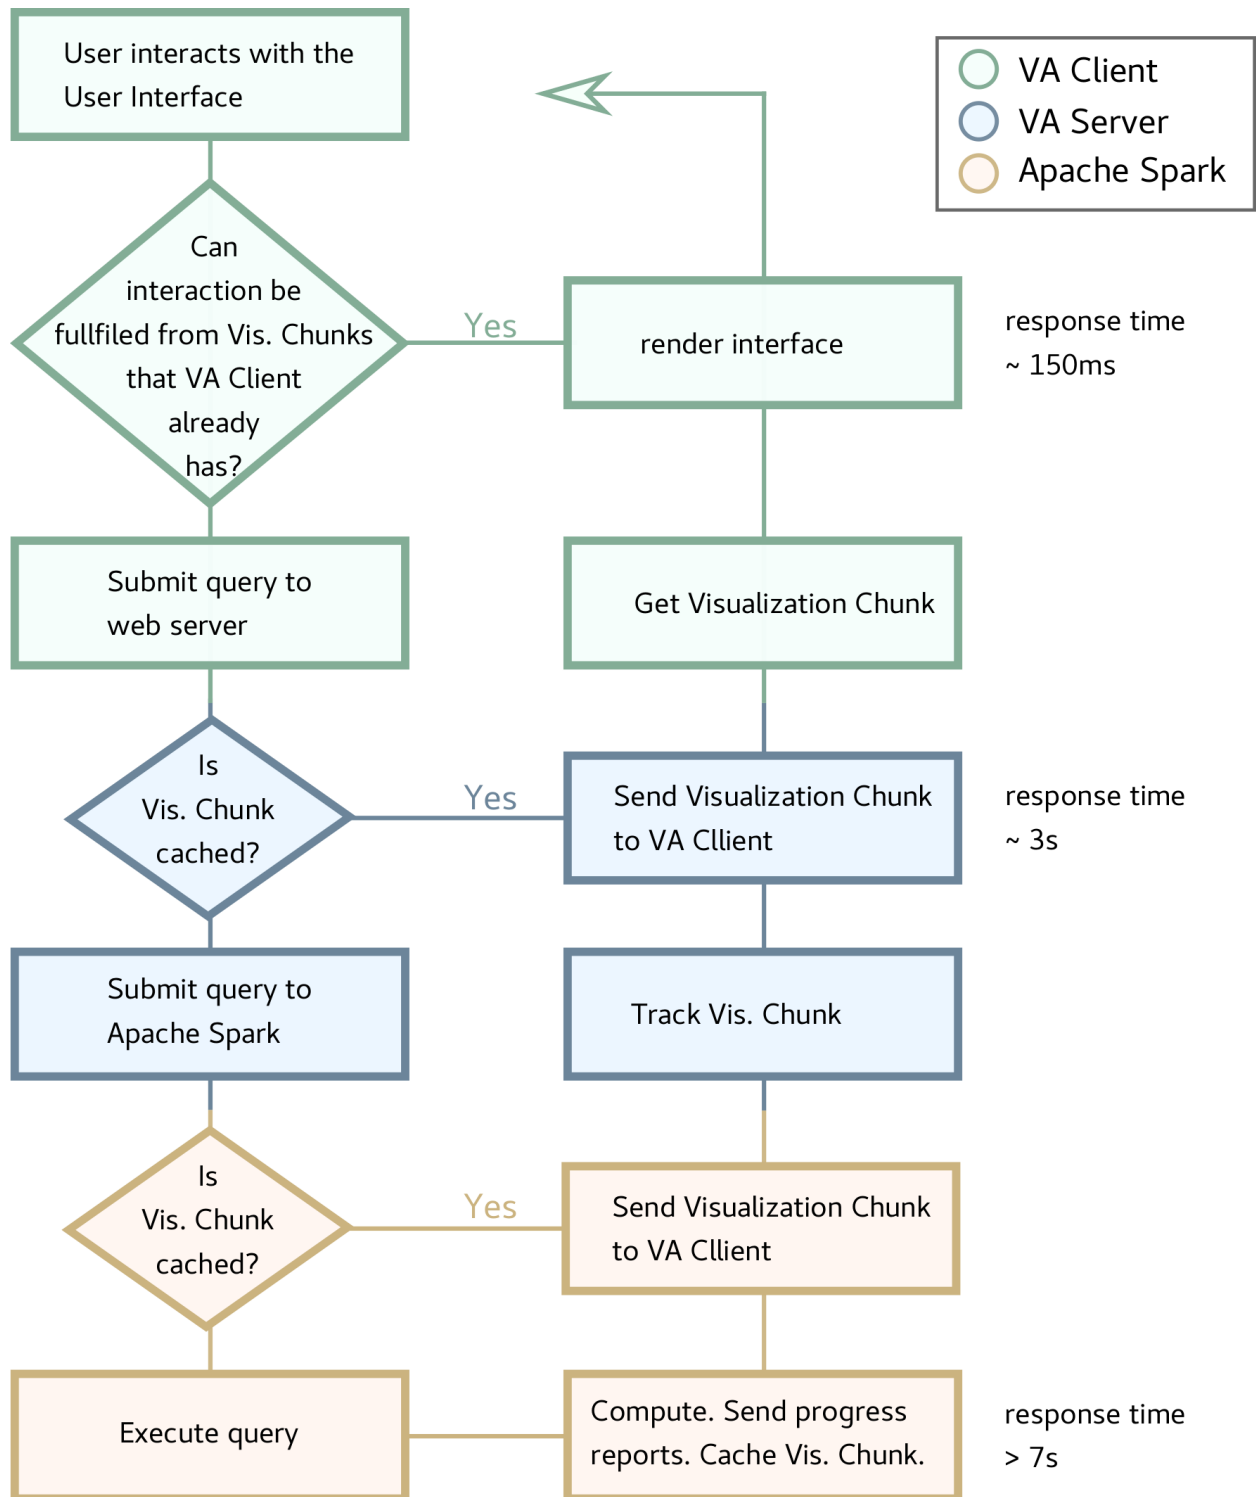 User interacts with the
User Interface
VA Client
VA Server
Apache Spark
Can
interaction be
fullfiled from Vis. Chunks
that VA Client
already
has?
Yes
render interface
response time
~ 150ms
Submit query to
web server
Get Visualization Chunk
Is
Vis. Chunk
cached?
Yes
Send Visualization Chunk
to VA Cllient
response time
~ 3s
Submit query to
Apache Spark
Track Vis. Chunk
Is
Vis. Chunk
cached?
Yes
Send Visualization Chunk
to VA Cllient
Execute query
Compute. Send progress
reports. Cache Vis. Chunk.
response time
> 7s